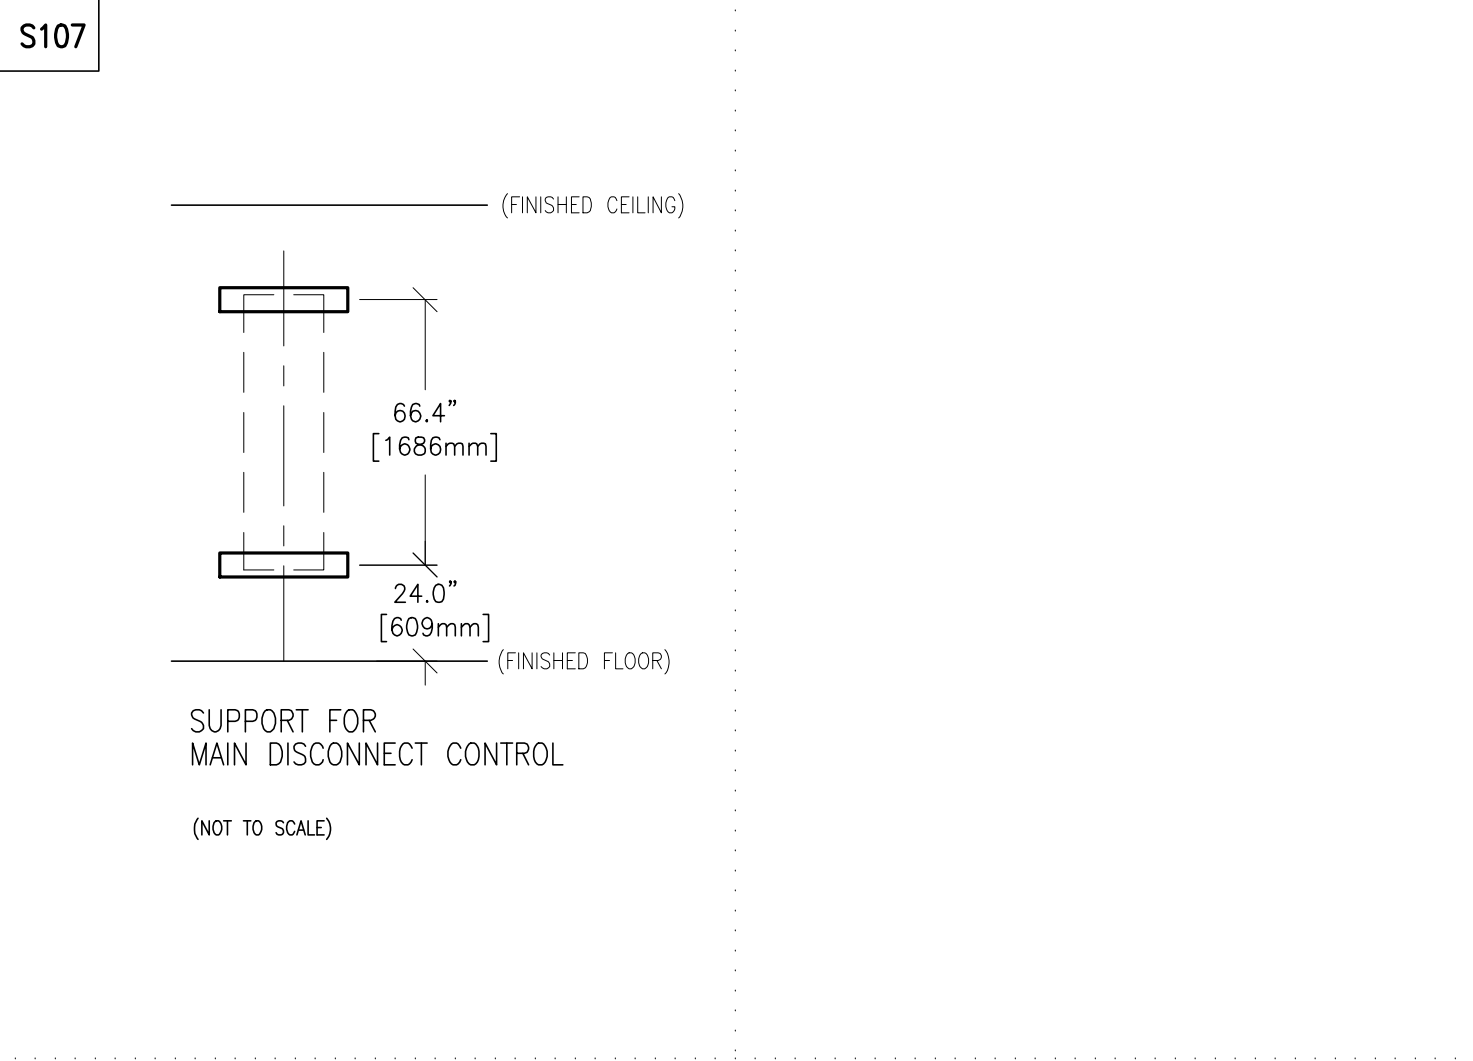 S107
(FINISHED CEILING)
66.4"
[1686mm]
24.0"
[609mm]
(FINISHED FLOOR)
SUPPORT FOR
MAIN DISCONNECT CONTROL
(NOT TO SCALE)